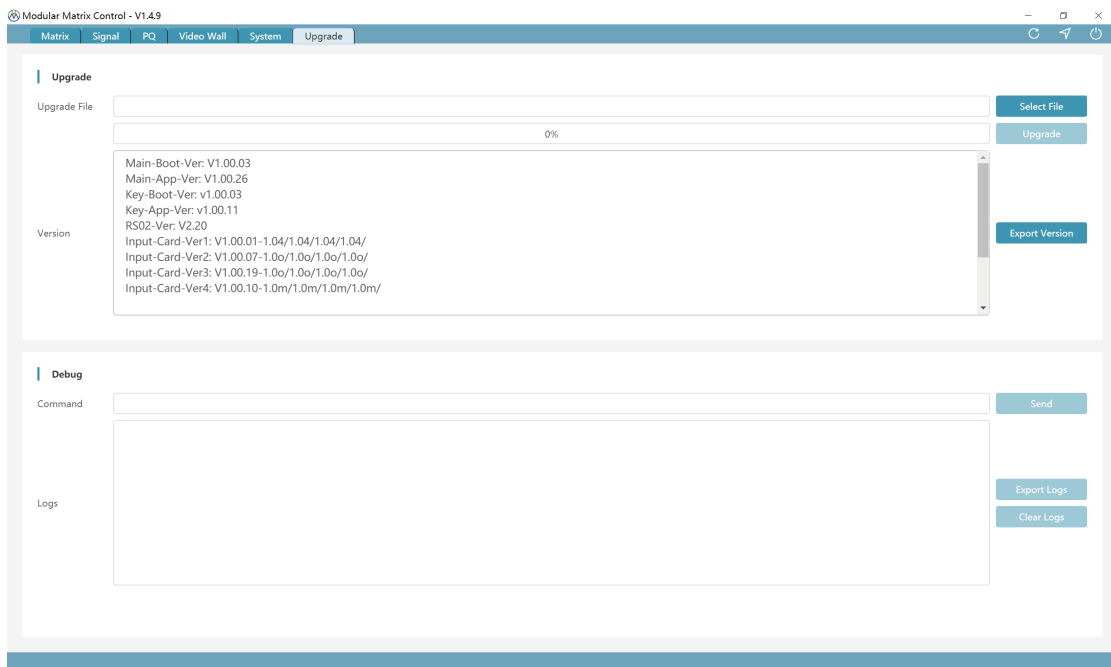 Modular Matrix Control - V1.4.9
Matrix Signal PQ Video Wall System Upgrade
Upgrade
Upgrade File
Select File
0%
Upgrade
Version
Main-Boot-Ver: V1.00.03
Main-App-Ver: V1.00.26
Key-Boot-Ver: v1.00.03
Key-App-Ver: v1.00.11
RS02-Ver: V2.20
Input-Card-Ver1: V1.00.01-1.04/1.04/1.04/1.04/
Input-Card-Ver2: V1.00.07-1.0o/1.0o/1.0o/1.0o/
Input-Card-Ver3: V1.00.19-1.0o/1.0o/1.0o/1.0o/
Input-Card-Ver4: V1.00.10-1.0m/1.0m/1.0m/1.0m/
Export Version
Debug
Command
Send
Logs
Export Logs
Clear Logs